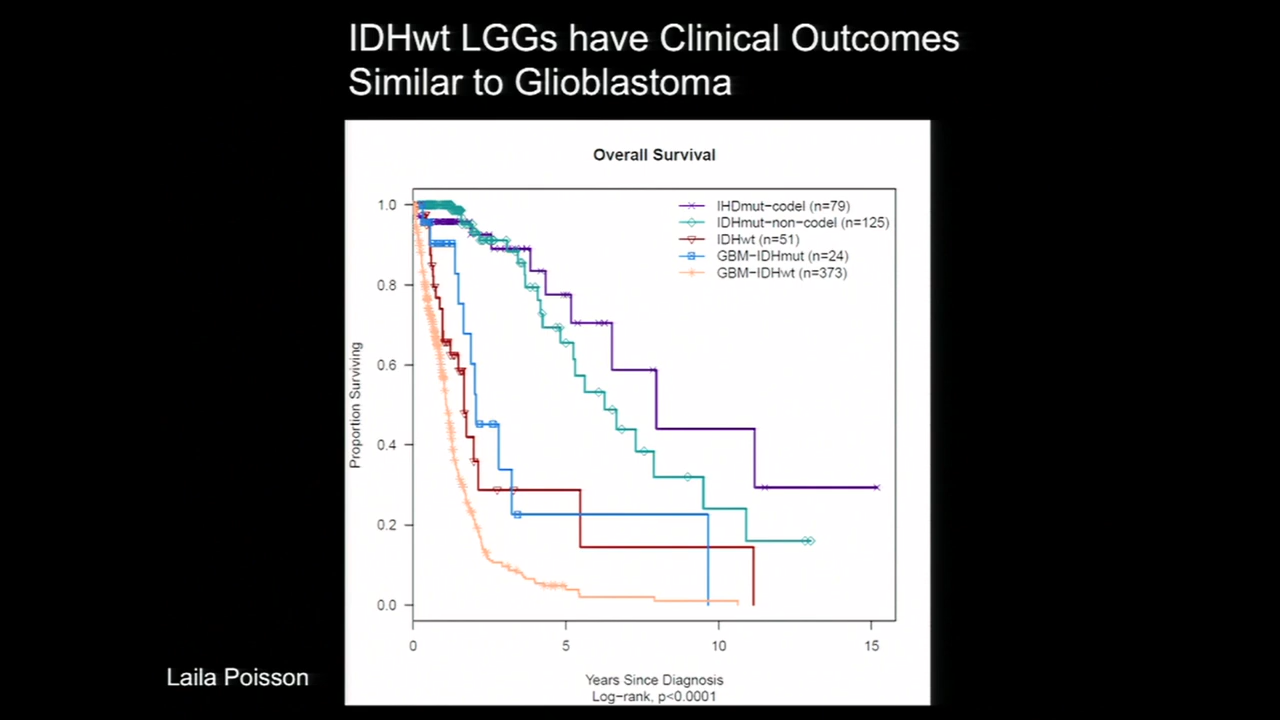 IDHwt LGGs have Clinical Outcomes
Similar to Glioblastoma
Overall Survival
IHDmut-codel (n=79)
IDHmut-non-codel (n=125)
IDHwt (n=51)
GBM-IDHmut (n=24)
GBM-IDHwt (n=373)
1.0
0.8
0.6
0.4
0.2
0.0
Proportion Surviving
0 5 10 15
Years Since Diagnosis
Log-rank, p<0.0001
Laila Poisson